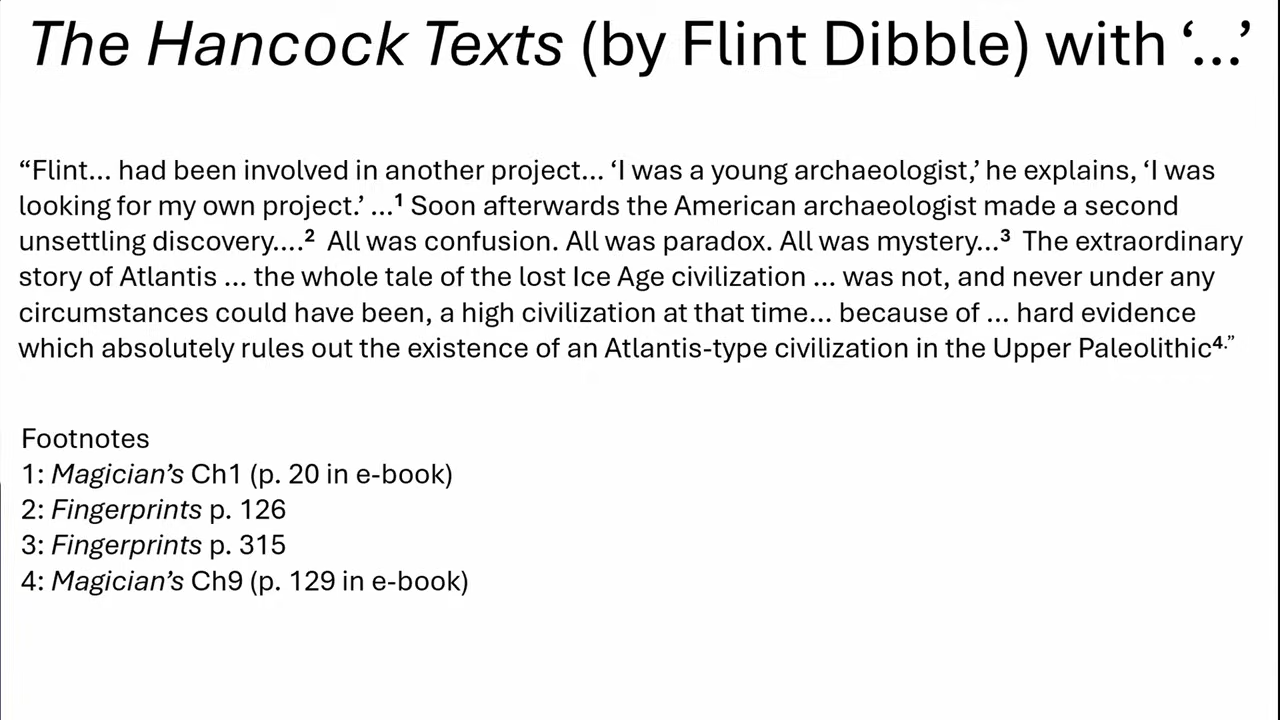 The Hancock Texts (by Flint Dibble) with ‘...’
“Flint... had been involved in another project... ‘I was a young archaeologist,’ he explains, ‘I was
looking for my own project.’ ...1 Soon afterwards the American archaeologist made a second
unsettling discovery....2 All was confusion. All was paradox. All was mystery...3 The extraordinary
story of Atlantis ... the whole tale of the lost Ice Age civilization ... was not, and never under any
circumstances could have been, a high civilization at that time... because of ... hard evidence
which absolutely rules out the existence of an Atlantis-type civilization in the Upper Paleolithic4.”
Footnotes
1: Magician’s Ch1 (p. 20 in e-book)
2: Fingerprints p. 126
3: Fingerprints p. 315
4: Magician’s Ch9 (p. 129 in e-book)